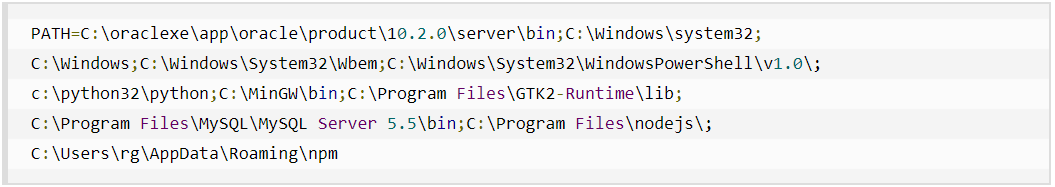 PATH=C:\oraclexe\app\oracle\product\10.2.0\server\bin;C:\Windows\system32;
C:\Windows;C:\Windows\System32\Wbem;C:\Windows\System32\WindowsPowerShell\v1.0\;
c:\python32\python;C:\MinGW\bin;C:\Program Files\GTK2-Runtime\lib;
C:\Program Files\MySQL\MySQL Server 5.5\bin;C:\Program Files\nodejs\;
C:\Users\rg\AppData\Roaming\npm